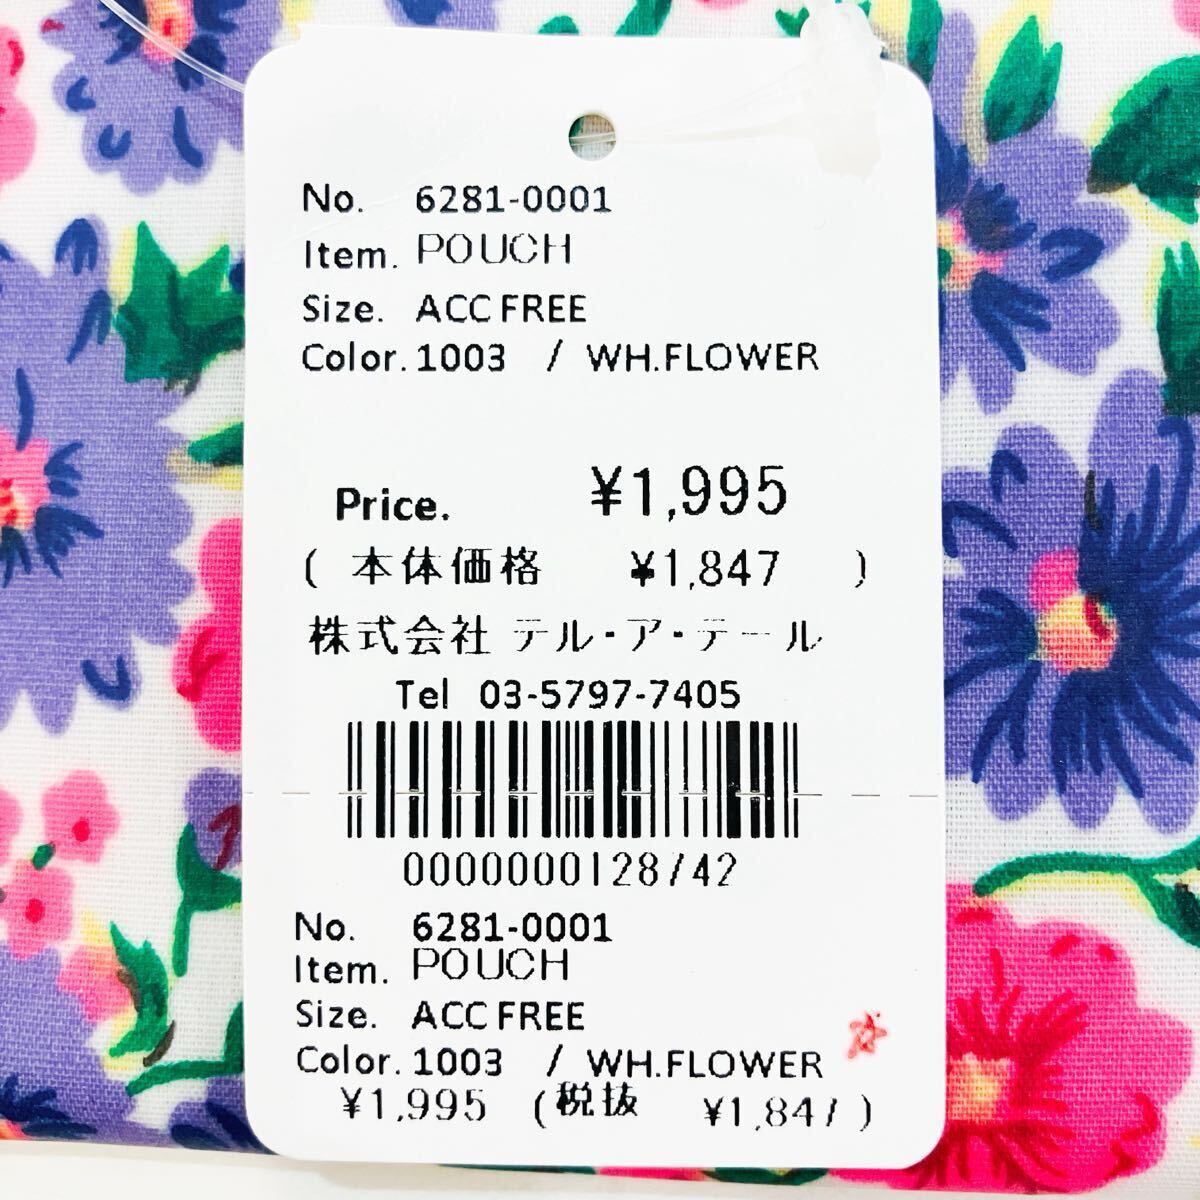 No. 6281-0001
Item. POUCH
Size. ACC FREE
Color. 1003 / WH.FLOWER
Price. ¥1,995
( 本体価格 ¥1,847 )
株式会社 テル・ア・テール
Tel 03-5797-7405
0000000128/42
No. 6281-0001
Item. POUCH
Size. ACC FREE
Color. 1003 / WH.FLOWER
¥1,995 (税抜 ¥1,847)